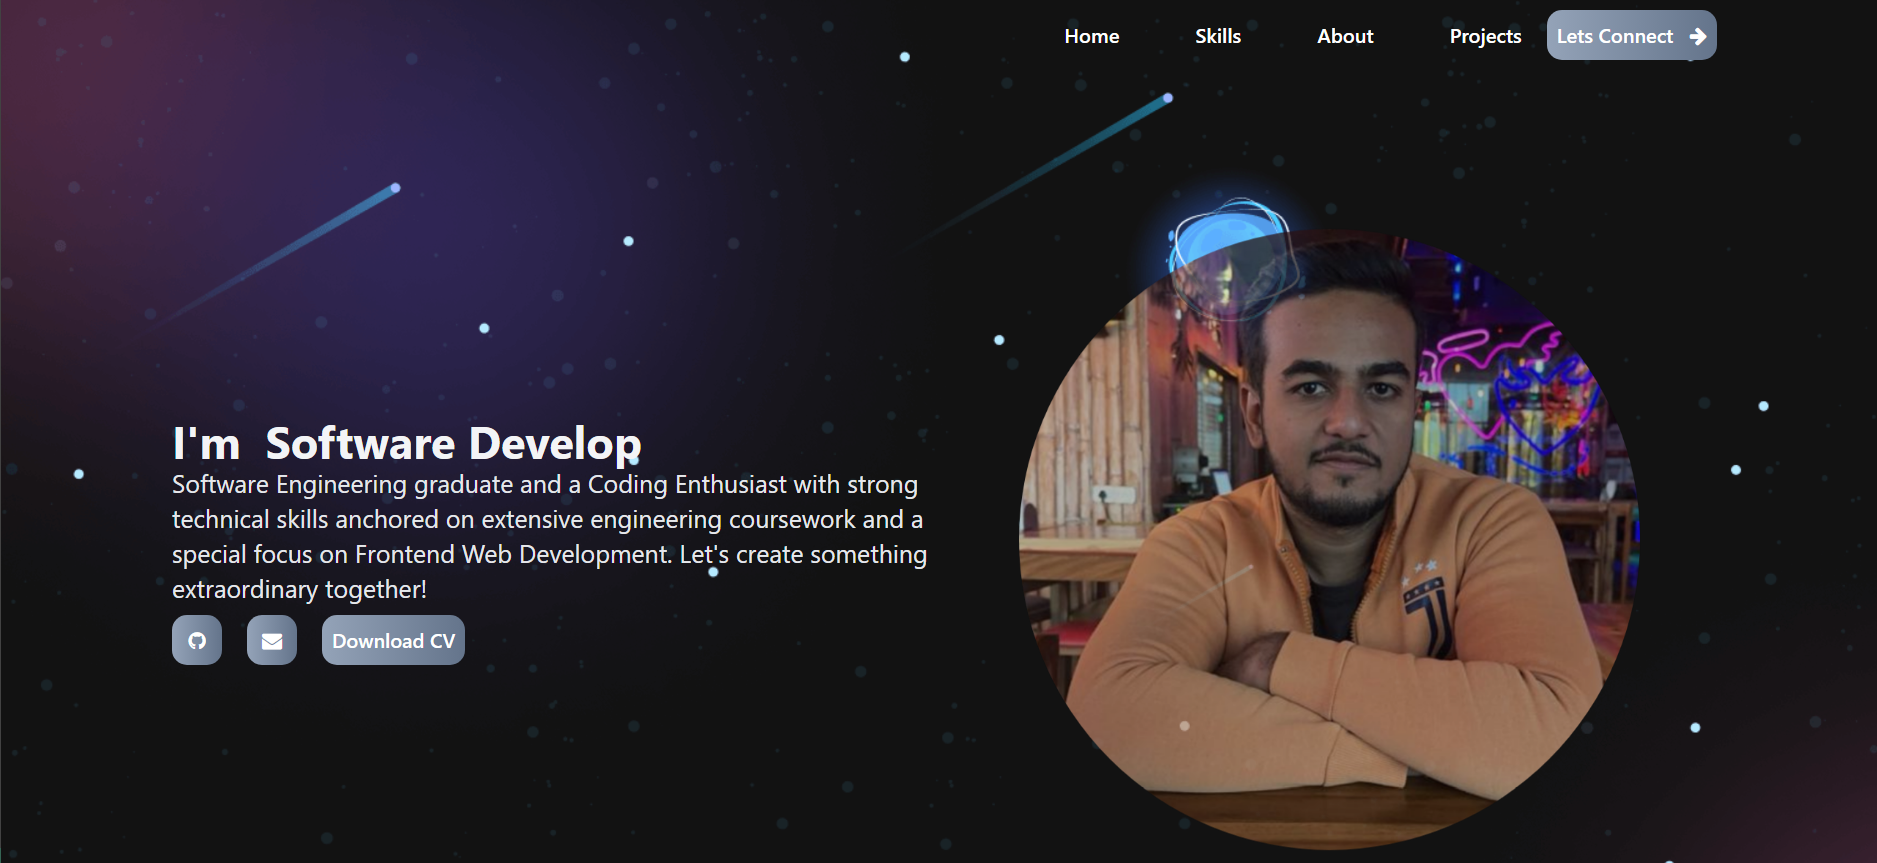 Home Skills About Projects Lets Connect
I'm Software Develop
Software Engineering graduate and a Coding Enthusiast with strong
technical skills anchored on extensive engineering coursework and a
special focus on Frontend Web Development. Let's create something
extraordinary together!
Download CV